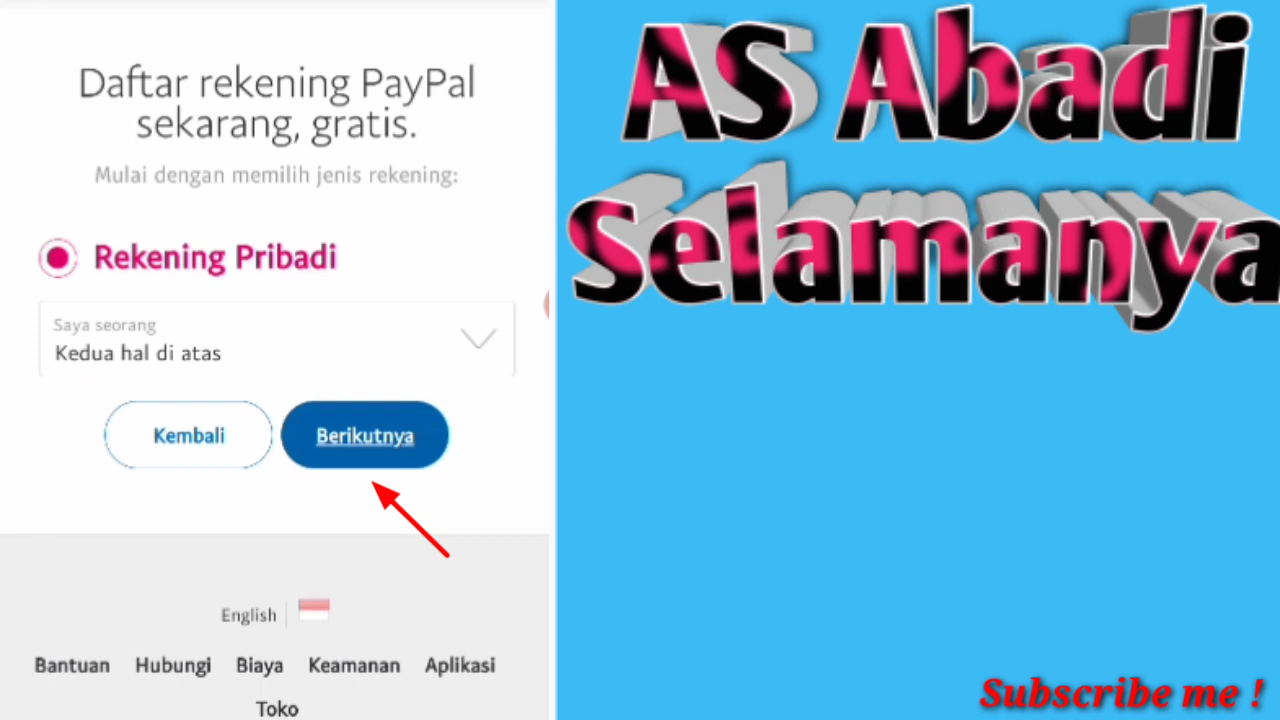 Daftar rekening PayPal
sekarang, gratis.
Mulai dengan memilih jenis rekening:
Rekening Pribadi
Saya seorang
Kedua hal di atas
Kembali
Berikutnya
English
Bantuan Hubungi Biaya Keamanan Aplikasi
Toko
AS Abadi
Selamanya
Subscribe me !